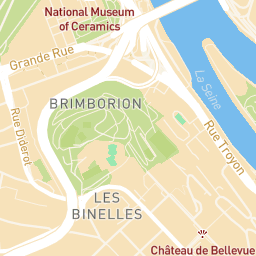 National Museum
of Ceramics
Grande Rue
La Seine
BRIMBORION
Rue Diderot
Rue Troyon
LES
BINELLES
Château de Bellevue